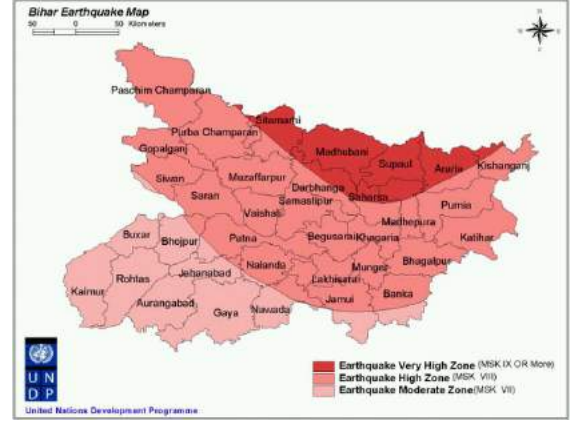 Bihar Earthquake Map
50 0 50 Kilometers
Paschim Champaran
Sitamarhi
Purba Champaran
Gopalganj
Madhubani
Supaul
Araria
Kishanganj
Siwan
Muzaffarpur
Darbhanga
Saran
Samastipur
Saharsa
Purnia
Vaishali
Madhepura
Buxar
Bhojpur
Patna
Begusarai
Khagaria
Katihar
Bhagalpur
Nalanda
Munger
Jehanabad
Rohtas
Lakhisarai
Kaimur
Banka
Aurangabad
Jamui
Gaya
Nawada
UN
DP
Earthquake Very High Zone (MSK IX OR More)
Earthquake High Zone (MSK VIII)
Earthquake Moderate Zone(MSK VII)
United Nations Development Programme